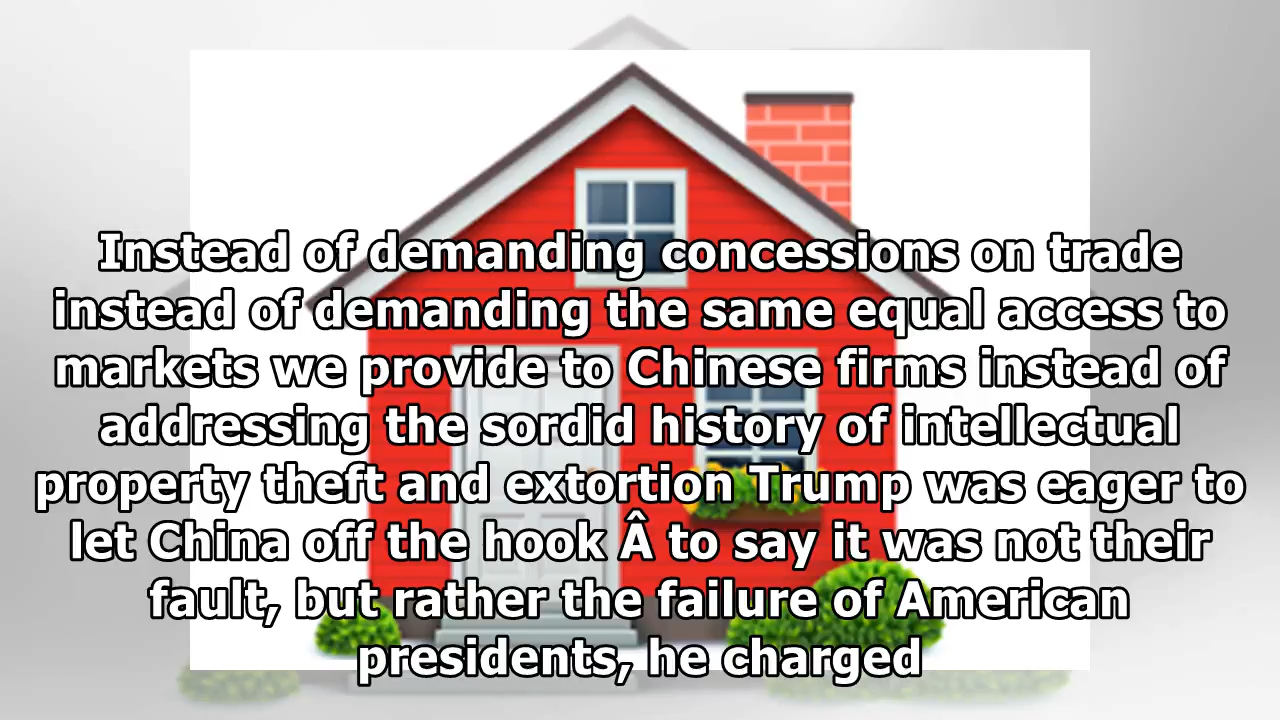 Instead of demanding concessions on trade
instead of demanding the same equal access to
markets we provide to Chinese firms instead of
addressing the sordid history of intellectual
property theft and extortion Trump was eager to
let China off the hook Â to say it was not their
fault, but rather the failure of American
presidents, he charged